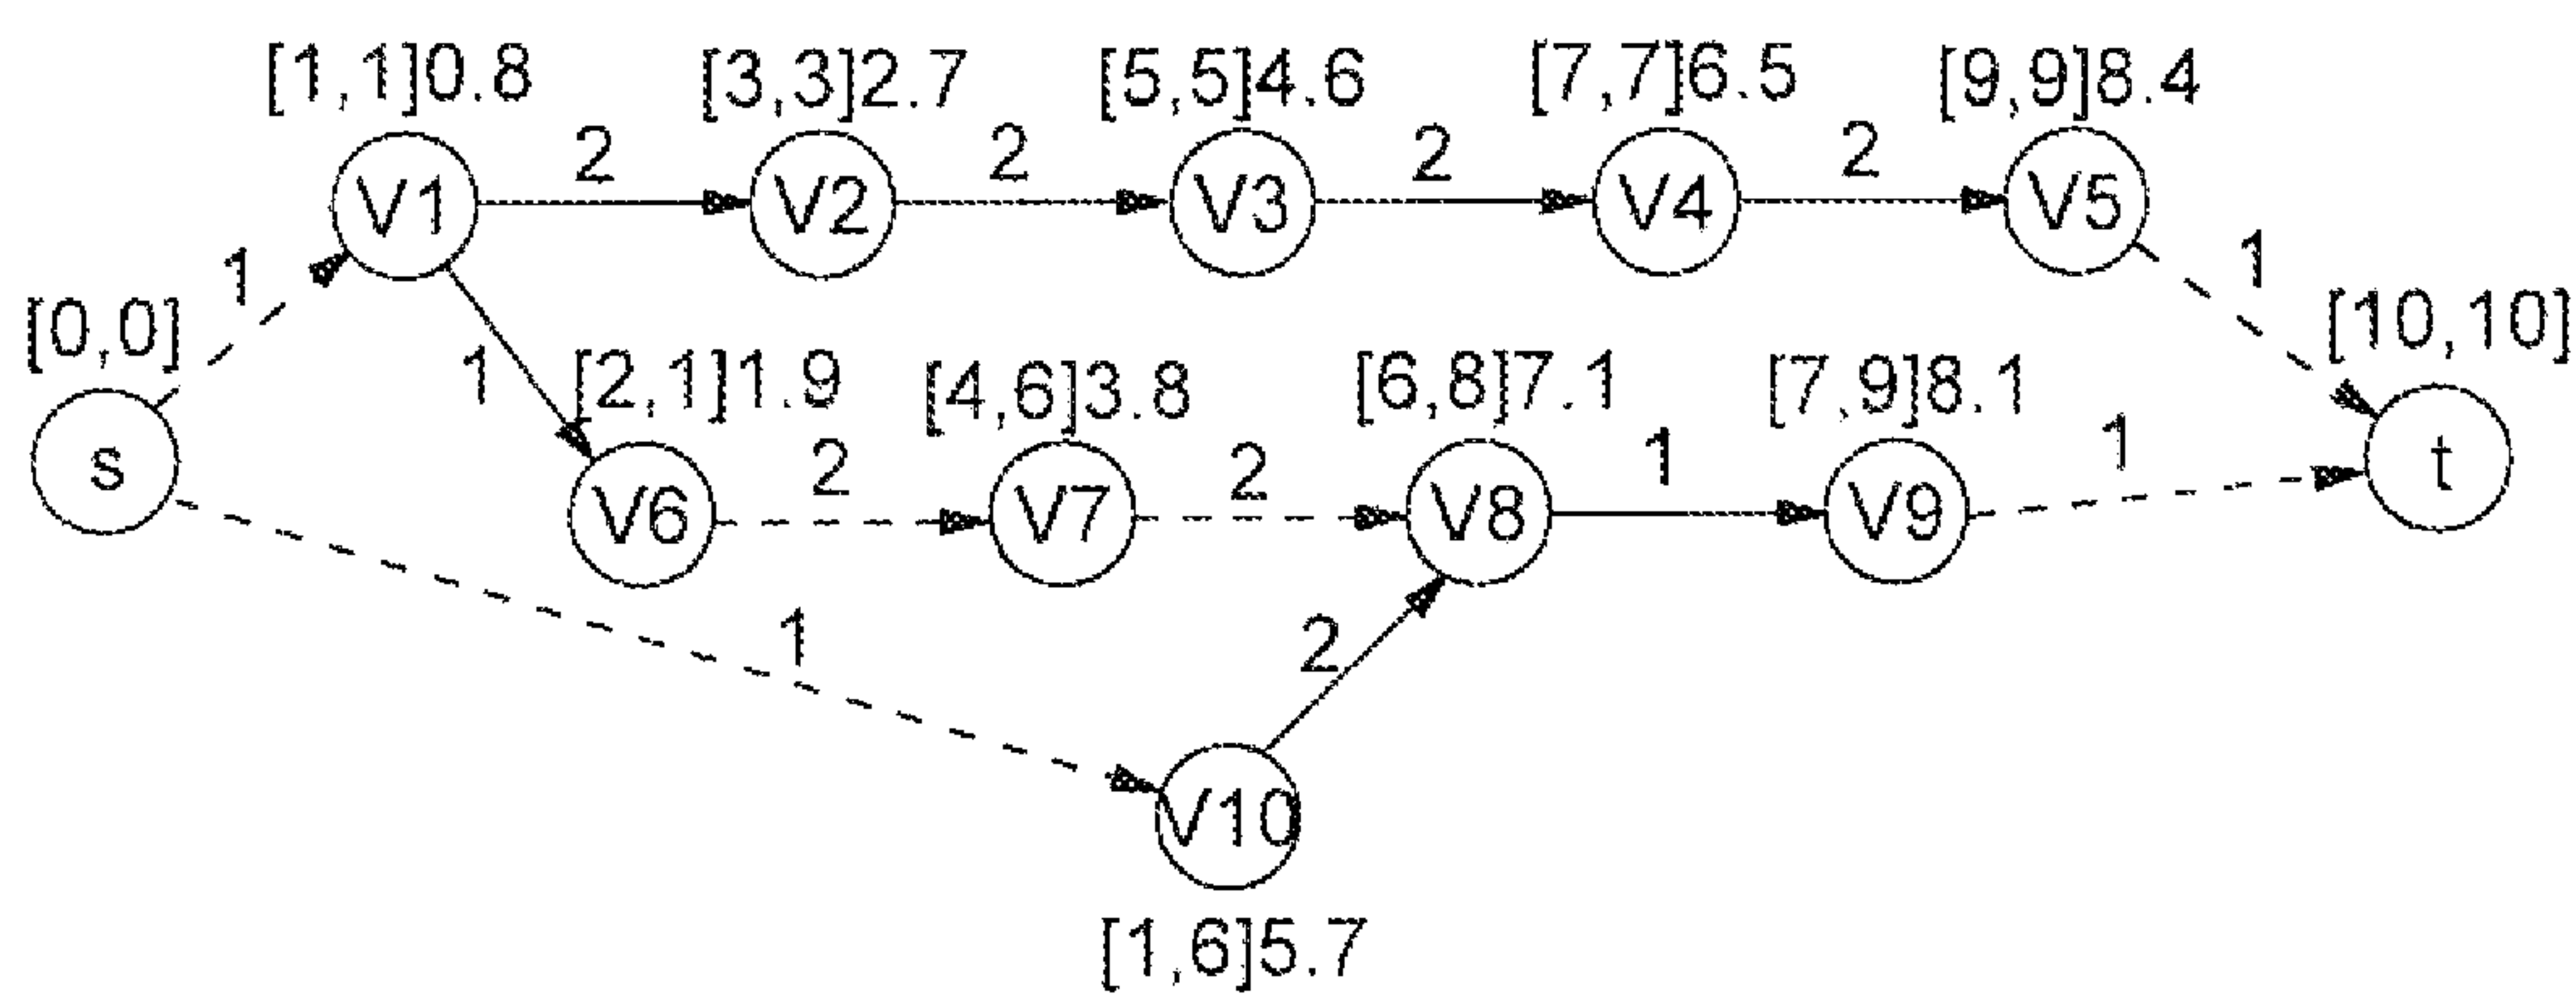 [1,1]0.8 [3,3]2.7 [5,5]4.6 [7,7]6.5 [9,9]8.4
2 2 2 2
V1 V2 V3 V4 V5
1 1
[0,0] [10,10]
1 [2,1]1.9 [4,6]3.8 [6,8]7.1 [7,9]8.1
2 2 1 1
s V6 V7 V8 V9 t
1 2
V10
[1,6]5.7